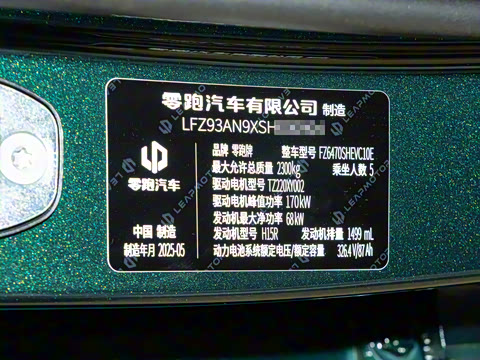 零跑汽车有限公司 制造
LFZ93AN9XSH
品牌 零跑牌 整车型号 FZ6470SHEVC10E
最大允许总质量 2300kg 乘坐人数 5
驱动电机型号 TZ220XY002
驱动电机峰值功率 170kW
发动机最大净功率 68kW
发动机型号 H15R 发动机排量 1499 mL
动力电池系统额定电压/额定容量 326.4 V/87Ah
零跑汽车
中国 制造
制造年月 2025-05
LEAPMOTOR